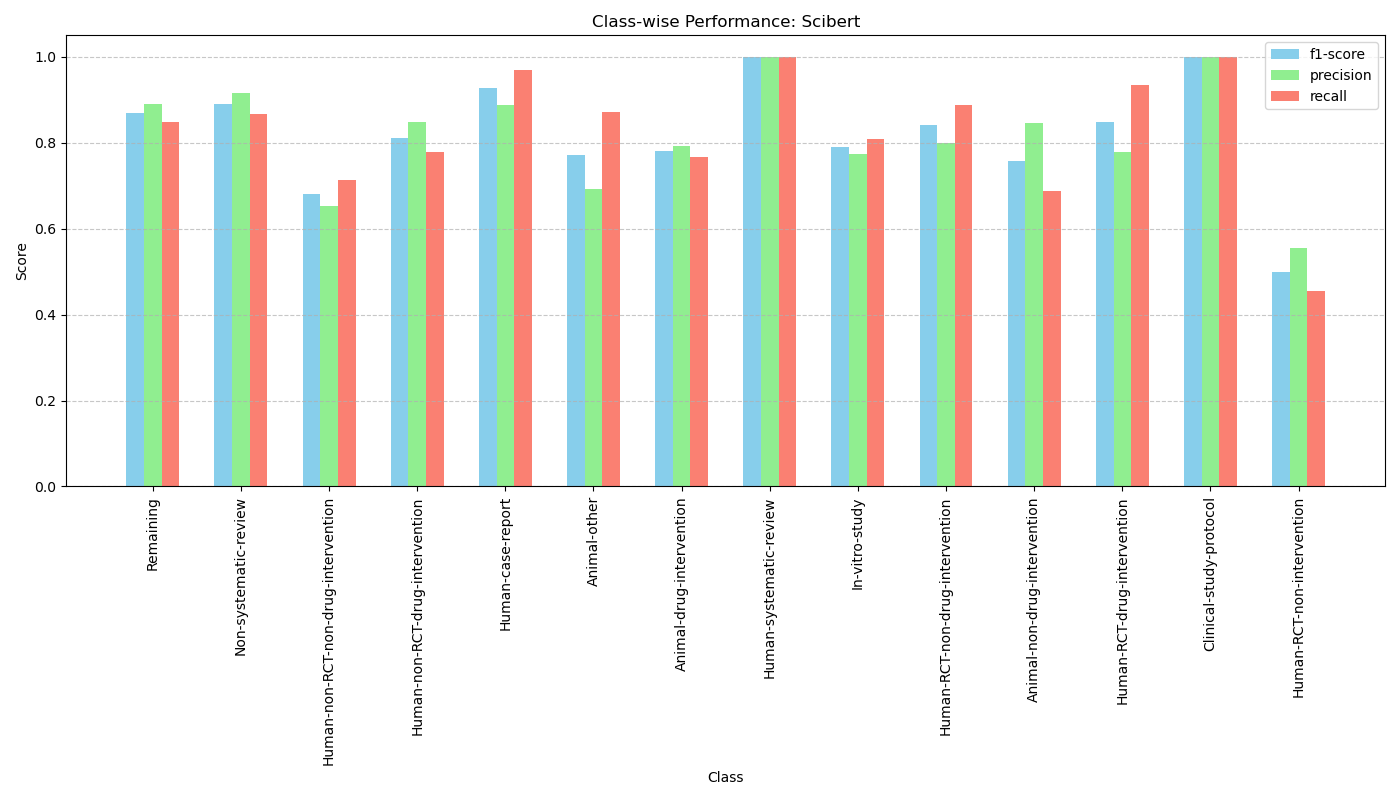 Class-wise Performance: Scibert
f1-score
precision
recall
1.0
0.8
0.6
0.4
0.2
0.0
Score
Remaining
Non-systematic-review
Human-non-RCT-non-drug-intervention
Human-non-RCT-drug-intervention
Human-case-report
Animal-other
Animal-drug-intervention
Human-systematic-review
In-vitro-study
Human-RCT-non-drug-intervention
Animal-non-drug-intervention
Human-RCT-drug-intervention
Clinical-study-protocol
Human-RCT-non-intervention
Class